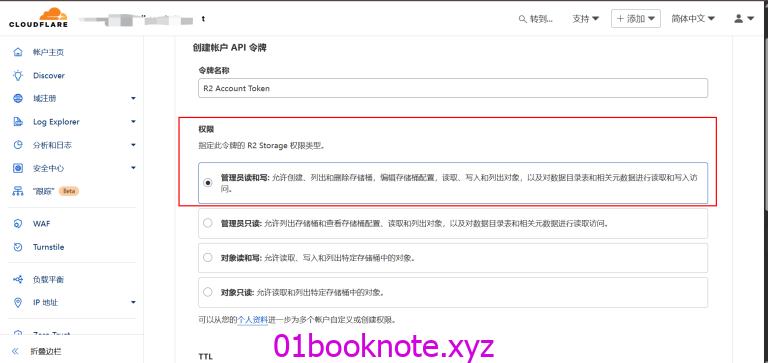 CLOUDFLARE
t
转到...
支持
+ 添加
简体中文
帐户主页
Discover
域注册
Log Explorer
分析和日志
安全中心
"跟踪" Beta
WAF
Turnstile
负载平衡
IP 地址
Zero Trust
折叠边栏
创建帐户 API 令牌
令牌名称
R2 Account Token
权限
指定此令牌的 R2 Storage 权限类型。
管理员读和写: 允许创建、列出和删除存储桶，编辑存储桶配置，读取、写入和列出对象，以及对数据目录表和相关元数据进行读取和写入访
问。
管理员只读: 允许列出存储桶和查看存储桶配置、读取和列出对象，以及对数据目录表和相关元数据进行读取访问。
对象读和写: 允许读取、写入和列出特定存储桶中的对象。
对象只读: 允许读取和列出特定存储桶中的对象。
可以从您的个人资料进一步为多个帐户自定义或创建权限。
TTL
01booknote.xyz